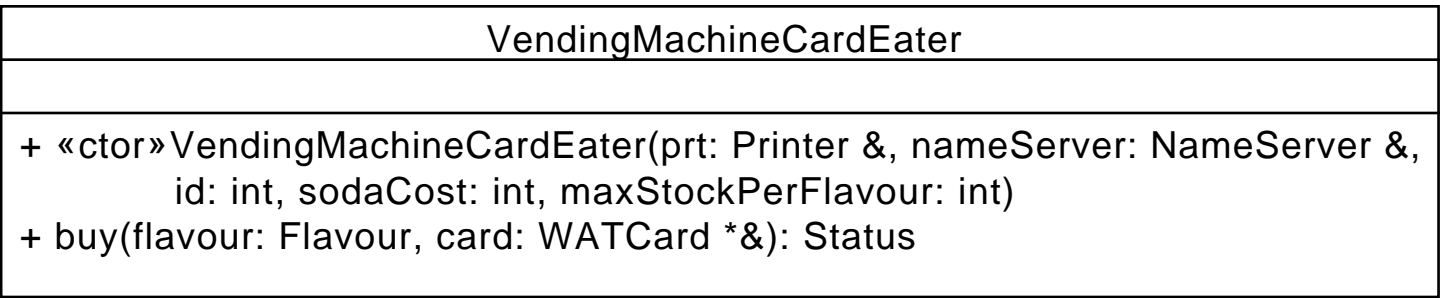 VendingMachineCardEater
+ «ctor»VendingMachineCardEater(prt: Printer &, nameServer: NameServer &,
id: int, sodaCost: int, maxStockPerFlavour: int)
+ buy(flavour: Flavour, card: WATCard *&): Status